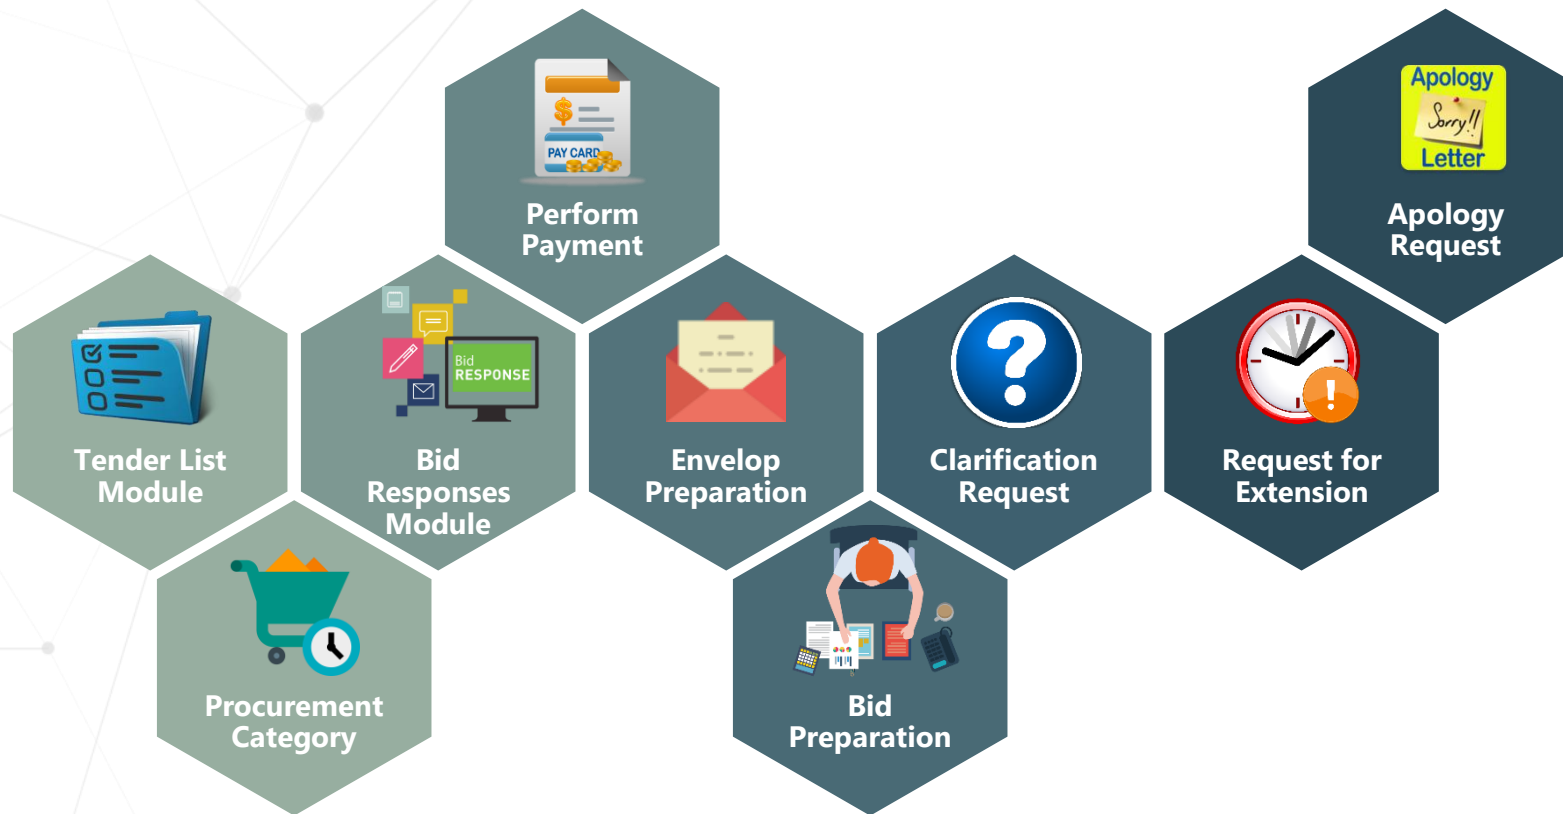 PAY CARD
Perform
Payment
Apology
Sorry!!
Letter
Apology
Request
Tender List
Module
Bid
RESPONSE
Bid
Responses
Module
Envelop
Preparation
Clarification
Request
Request for
Extension
Procurement
Category
Bid
Preparation